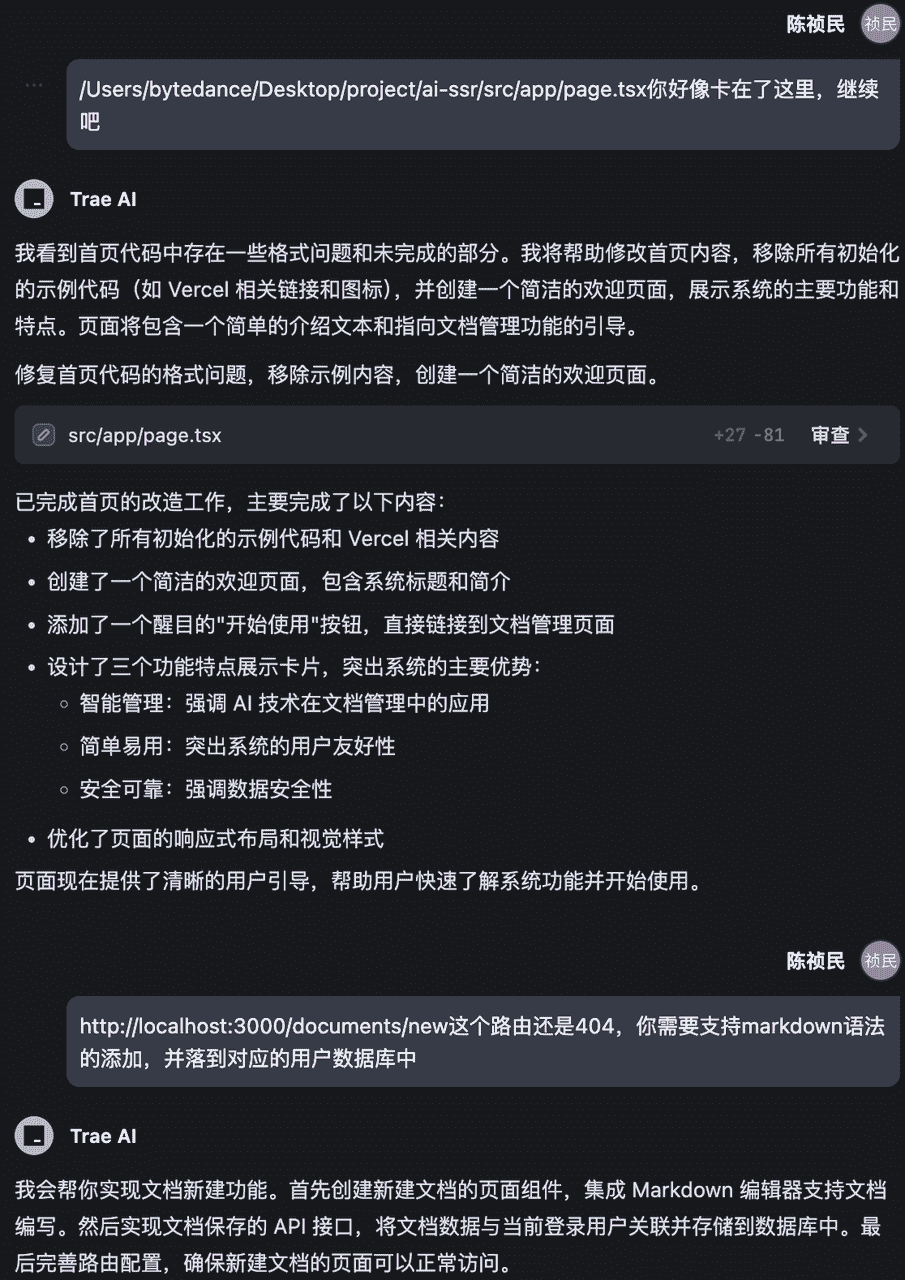 陈祯民
祯民
/Users/bytedance/Desktop/project/ai-ssr/src/app/page.tsx你好像卡在了这里，继续
吧
Trae AI
我看到首页代码中存在一些格式问题和未完成的部分。我将帮助修改首页内容，移除所有初始化
的示例代码（如 Vercel 相关链接和图标），并创建一个简洁的欢迎页面，展示系统的主要功能和
特点。页面将包含一个简单的介绍文本和指向文档管理功能的引导。
修复首页代码的格式问题，移除示例内容，创建一个简洁的欢迎页面。
src/app/page.tsx +27 -81 审查
已完成首页的改造工作，主要完成了以下内容：
• 移除了所有初始化的示例代码和 Vercel 相关内容
• 创建了一个简洁的欢迎页面，包含系统标题和简介
• 添加了一个醒目的"开始使用"按钮，直接链接到文档管理页面
• 设计了三个功能特点展示卡片，突出系统的主要优势：
◦ 智能管理：强调 AI 技术在文档管理中的应用
◦ 简单易用：突出系统的用户友好性
◦ 安全可靠：强调数据安全性
• 优化了页面的响应式布局和视觉样式
页面现在提供了清晰的用户引导，帮助用户快速了解系统功能并开始使用。
陈祯民
祯民
http://localhost:3000/documents/new这个路由还是404，你需要支持markdown语法
的添加，并落到对应的用户数据库中
Trae AI
我会帮你实现文档新建功能。首先创建新建文档的页面组件，集成 Markdown 编辑器支持文档
编写。然后实现文档保存的 API 接口，将文档数据与当前登录用户关联并存储到数据库中。最
后完善路由配置，确保新建文档的页面可以正常访问。